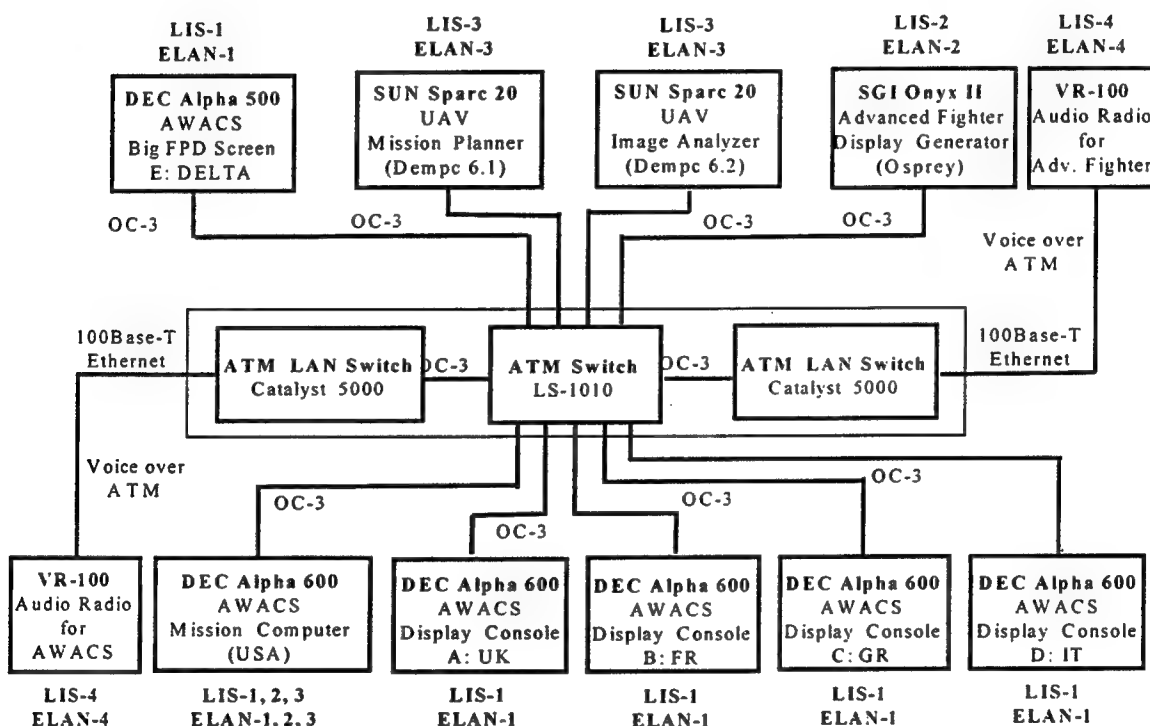 LIS-1
ELAN-1
LIS-3
ELAN-3
LIS-3
ELAN-3
LIS-2
ELAN-2
LIS-4
ELAN-4
DEC Alpha 500
AWACS
Big FPD Screen
E: DELTA
SUN Sparc 20
UAV
Mission Planner
(Dempc 6.1)
SUN Sparc 20
UAV
Image Analyzer
(Dempc 6.2)
SGI Onyx II
Advanced Fighter
Display Generator
(Osprey)
VR-100
Audio Radio
for
Adv. Fighter
OC-3
OC-3
OC-3
OC-3
Voice over
ATM
100Base-T
Ethernet
ATM LAN Switch
Catalyst 5000
OC-3
ATM Switch
LS-1010
OC-3
ATM LAN Switch
Catalyst 5000
100Base-T
Ethernet
Voice over
ATM
OC-3
OC-3
OC-3
OC-3
VR-100
Audio Radio
for
AWACS
DEC Alpha 600
AWACS
Mission Computer
(USA)
DEC Alpha 600
AWACS
Display Console
A: UK
DEC Alpha 600
AWACS
Display Console
B: FR
DEC Alpha 600
AWACS
Display Console
C: GR
DEC Alpha 600
AWACS
Display Console
D: IT
LIS-4
ELAN-4
LIS-1, 2, 3
ELAN-1, 2, 3
LIS-1
ELAN-1
LIS-1
ELAN-1
LIS-1
ELAN-1
LIS-1
ELAN-1